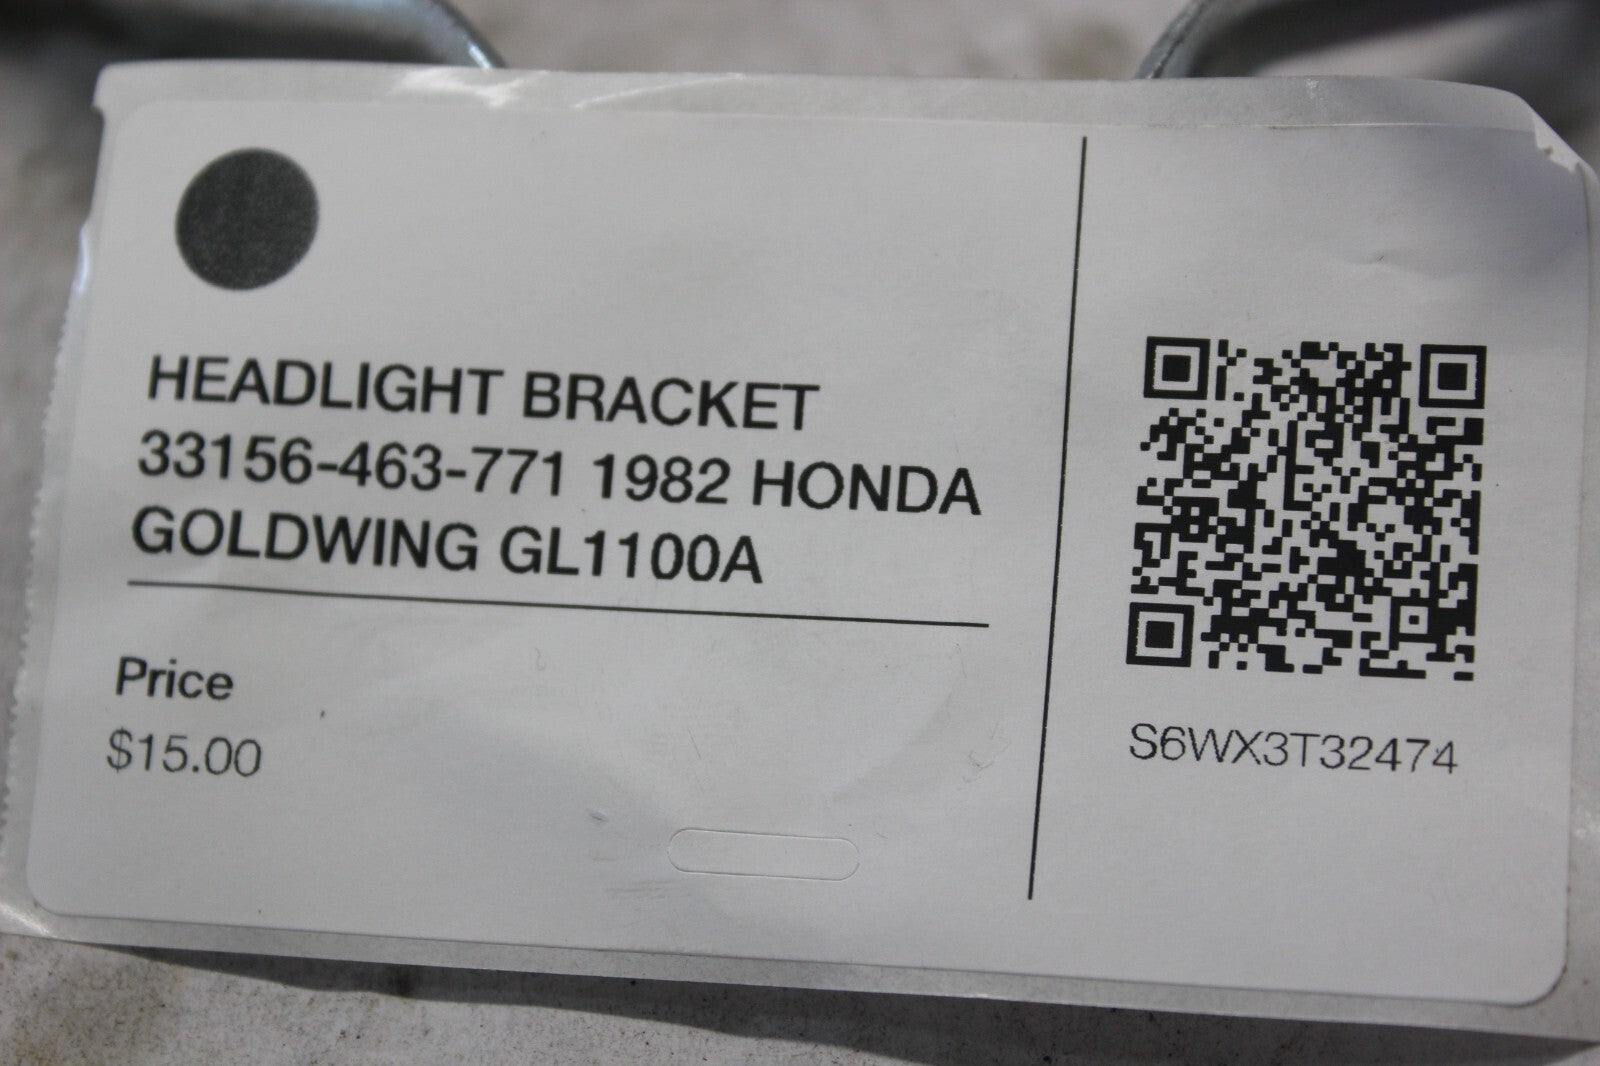 HEADLIGHT BRACKET
33156-463-771 1982 HONDA
GOLDWING GL1100A
Price
$15.00
S6WX3T32474